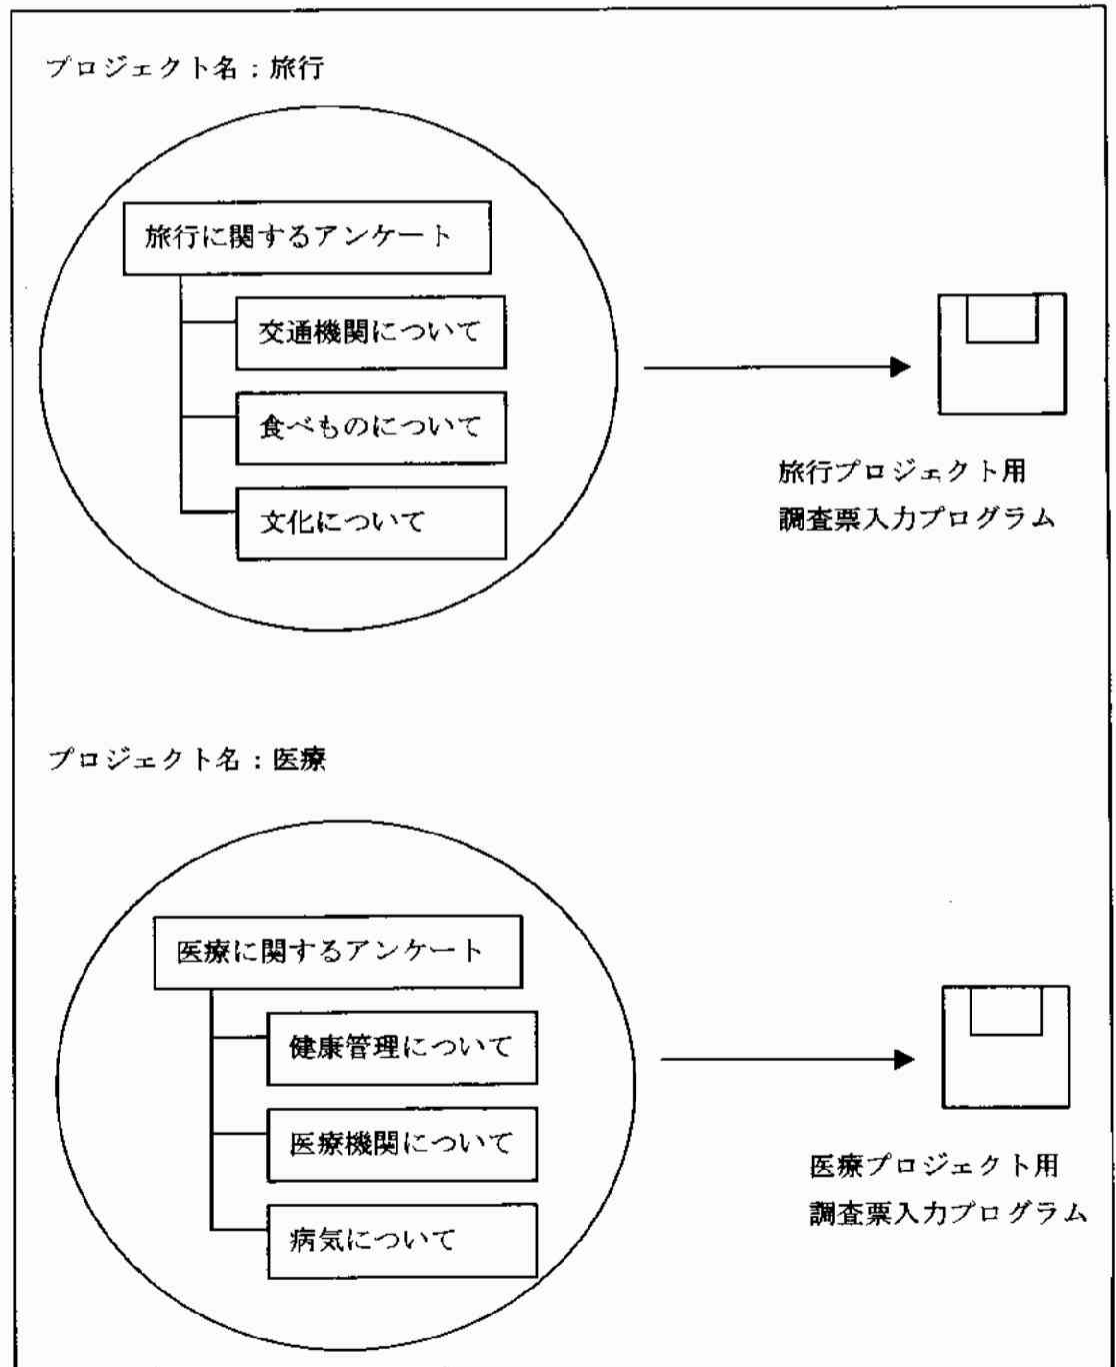 プロジェクト名：旅行
旅行に関するアンケート
交通機関について
食べものについて
文化について
旅行プロジェクト用
調査票入力プログラム
プロジェクト名：医療
医療に関するアンケート
健康管理について
医療機関について
病気について
医療プロジェクト用
調査票入力プログラム